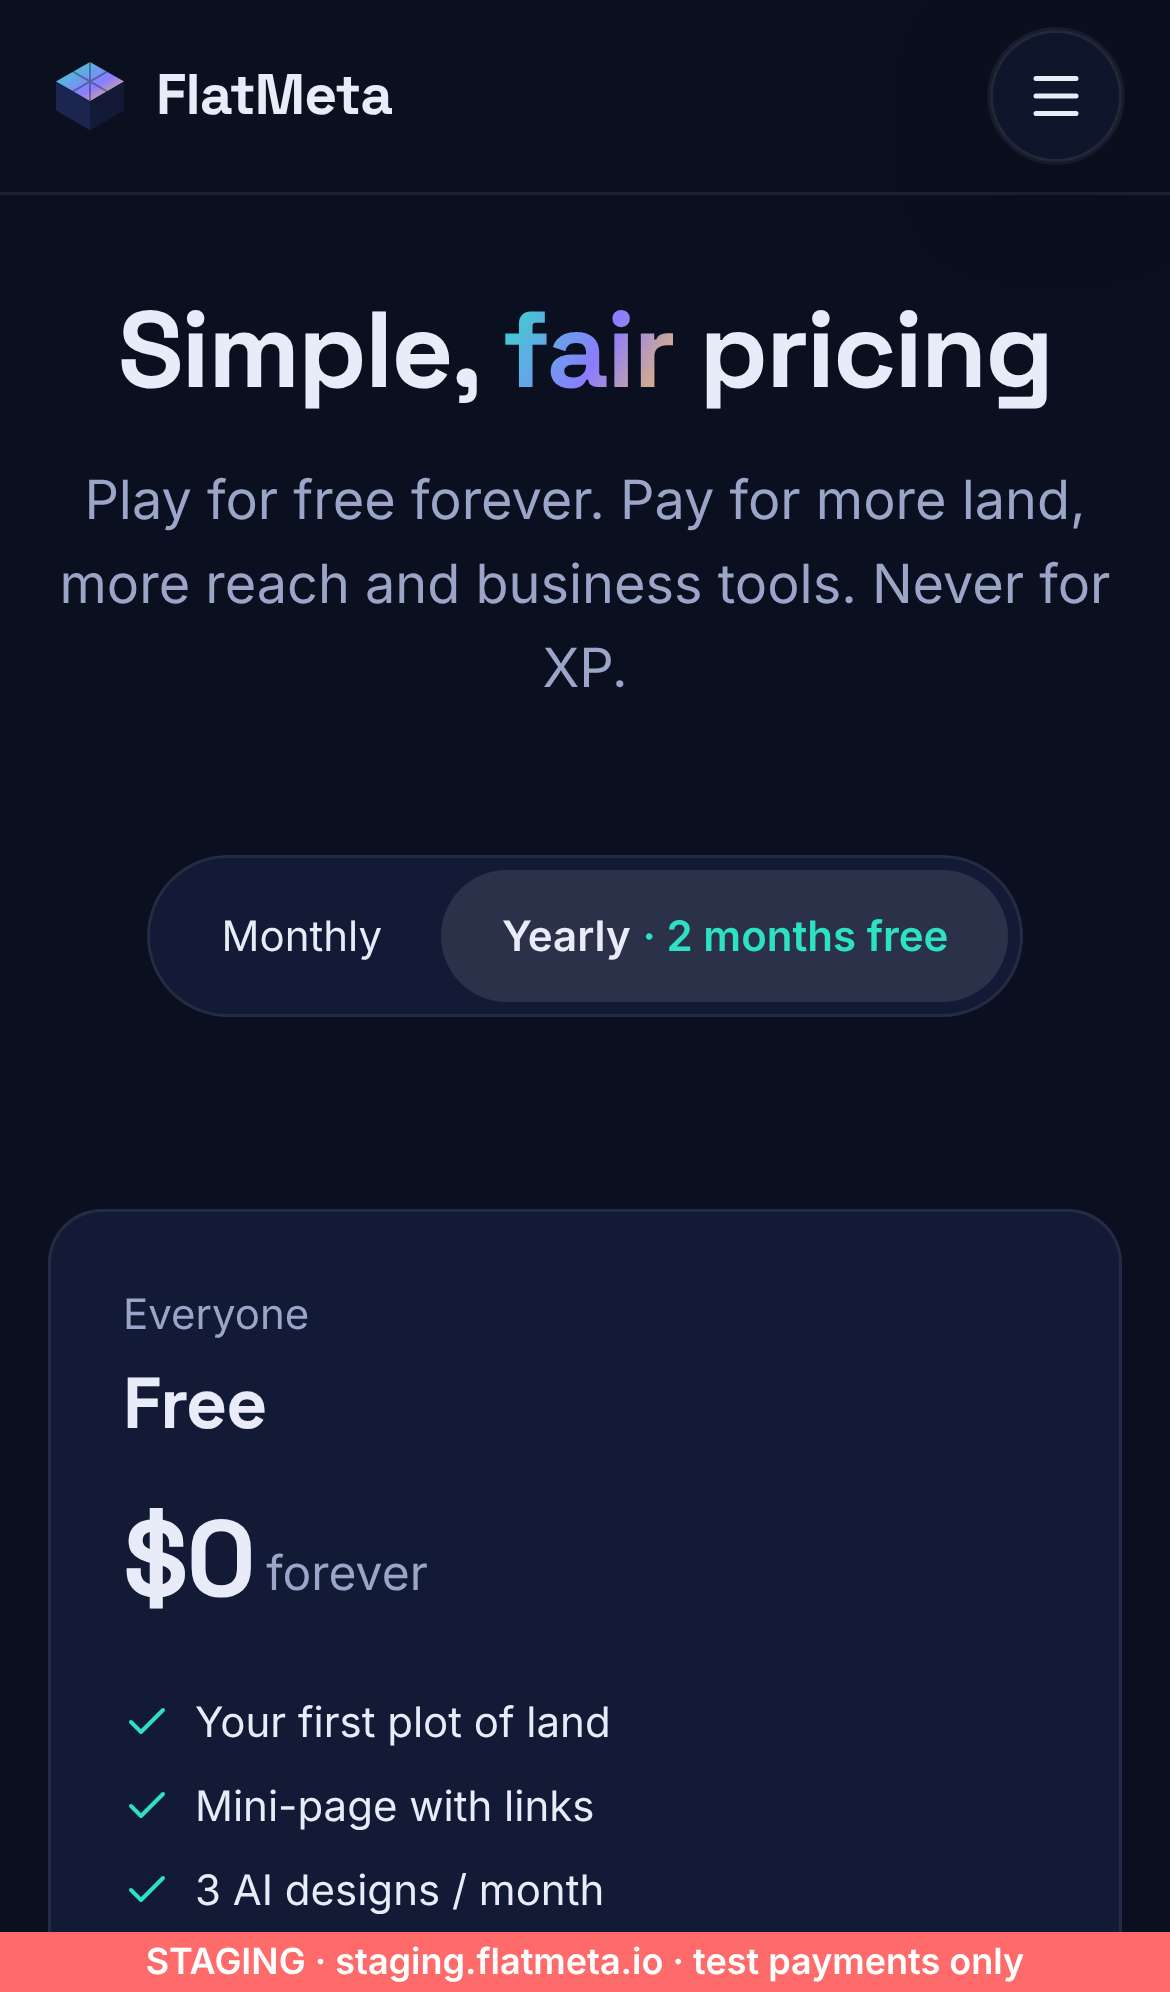 FlatMeta
Simple, fair pricing
Play for free forever. Pay for more land,
more reach and business tools. Never for
XP.
Monthly
Yearly · 2 months free
Everyone
Free
$0 forever
Your first plot of land
Mini-page with links
3 AI designs / month
STAGING · staging.flatmeta.io · test payments only